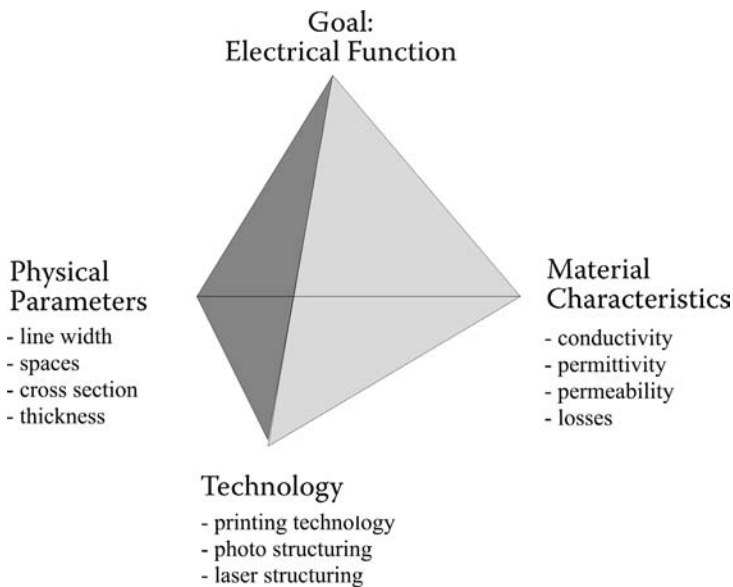 Goal:
Electrical Function
Physical
Parameters
- line width
- spaces
- cross section
- thickness
Material
Characteristics
- conductivity
- permittivity
- permeability
- losses
Technology
- printing technology
- photo structuring
- laser structuring